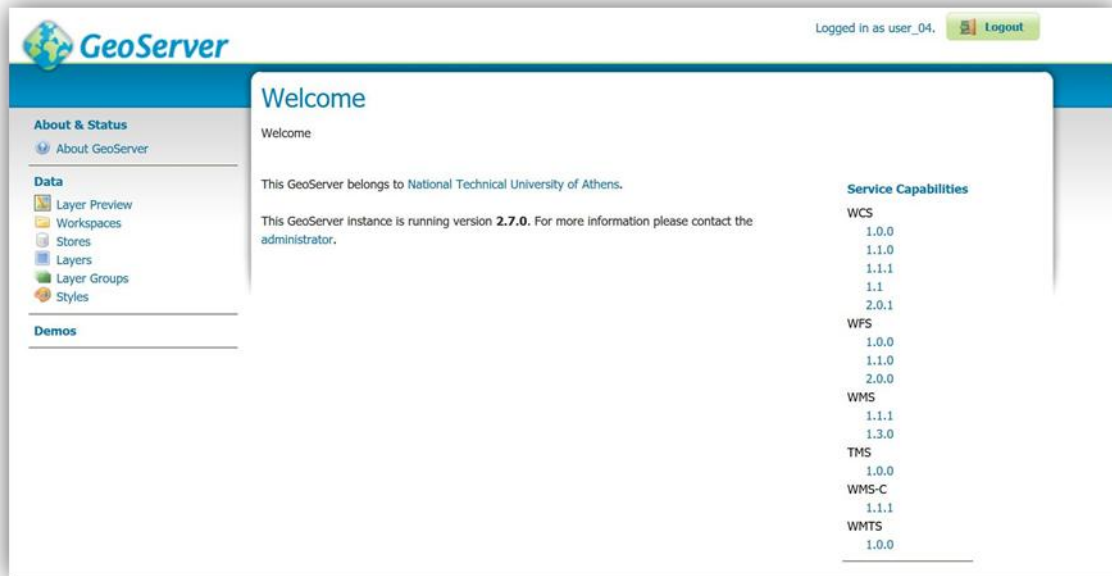 GeoServer
Logged in as user_04.
Logout
About & Status
About GeoServer
Data
Layer Preview
Workspaces
Stores
Layers
Layer Groups
Styles
Demos
Welcome
Welcome
This GeoServer belongs to National Technical University of Athens.
This GeoServer instance is running version 2.7.0. For more information please contact the
administrator.
Service Capabilities
WCS
1.0.0
1.1.0
1.1.1
1.1
2.0.1
WFS
1.0.0
1.1.0
2.0.0
WMS
1.1.1
1.3.0
TMS
1.0.0
WMS-C
1.1.1
WMTS
1.0.0